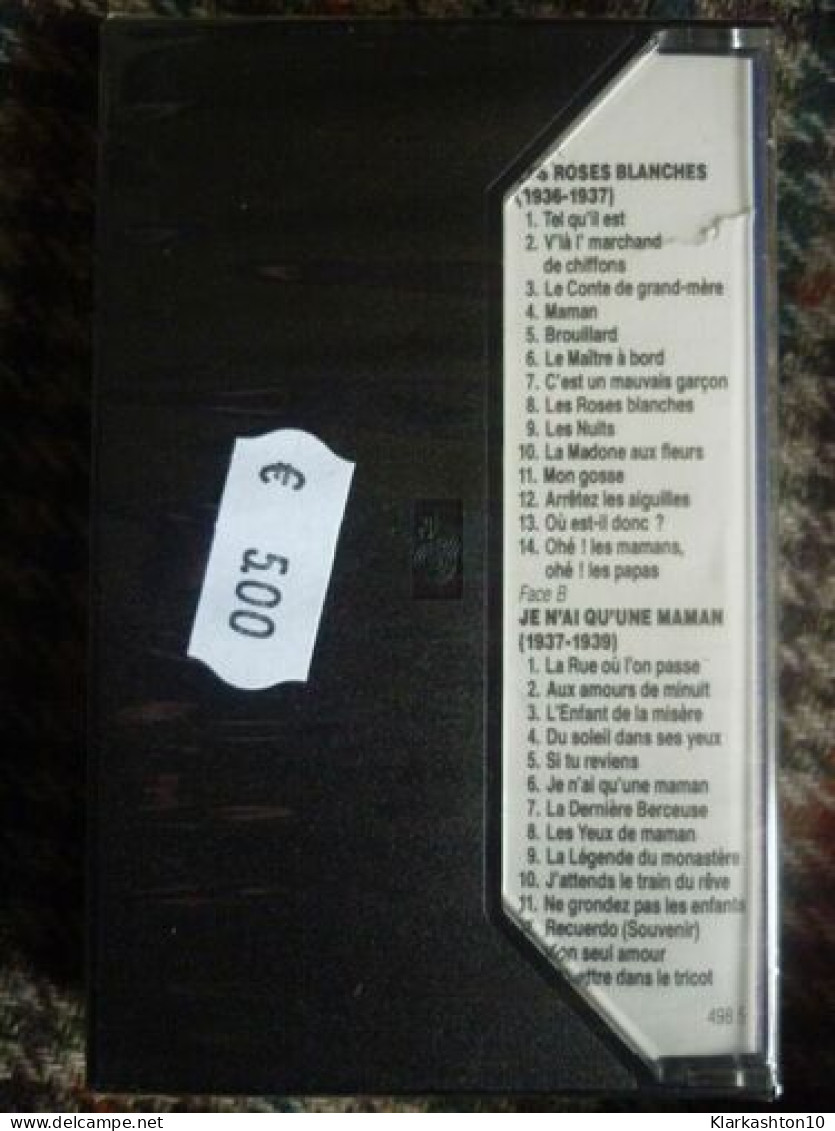 ROSES BLANCHES
(1936-1937)
1. Tel qu'il est
2. V'là l' marchand
de chiffons
3. Le Conte de grand-mère
4. Maman
5. Brouillard
6. Le Maître à bord
7. C'est un mauvais garçon
8. Les Roses blanches
9. Les Nuits
10. La Madone aux fleurs
11. Mon gosse
12. Arrêtez les aiguilles
13. Où est-il donc ?
14. Ohé ! les mamans,
ohé ! les papas
Face B
JE N'AI QU'UNE MAMAN
(1937-1939)
1. La Rue où l'on passe
2. Aux amours de minuit
3. L'Enfant de la misère
4. Du soleil dans ses yeux
5. Si tu reviens
6. Je n'ai qu'une maman
7. La Dernière Berceuse
8. Les Yeux de maman
9. La Légende du monastère
10. J'attends le train du rêve
11. Ne grondez pas les enfants
Recuerdo (Souvenir)
seul amour
dans le tricot
498 5
€ 5.00
Klarkashton10